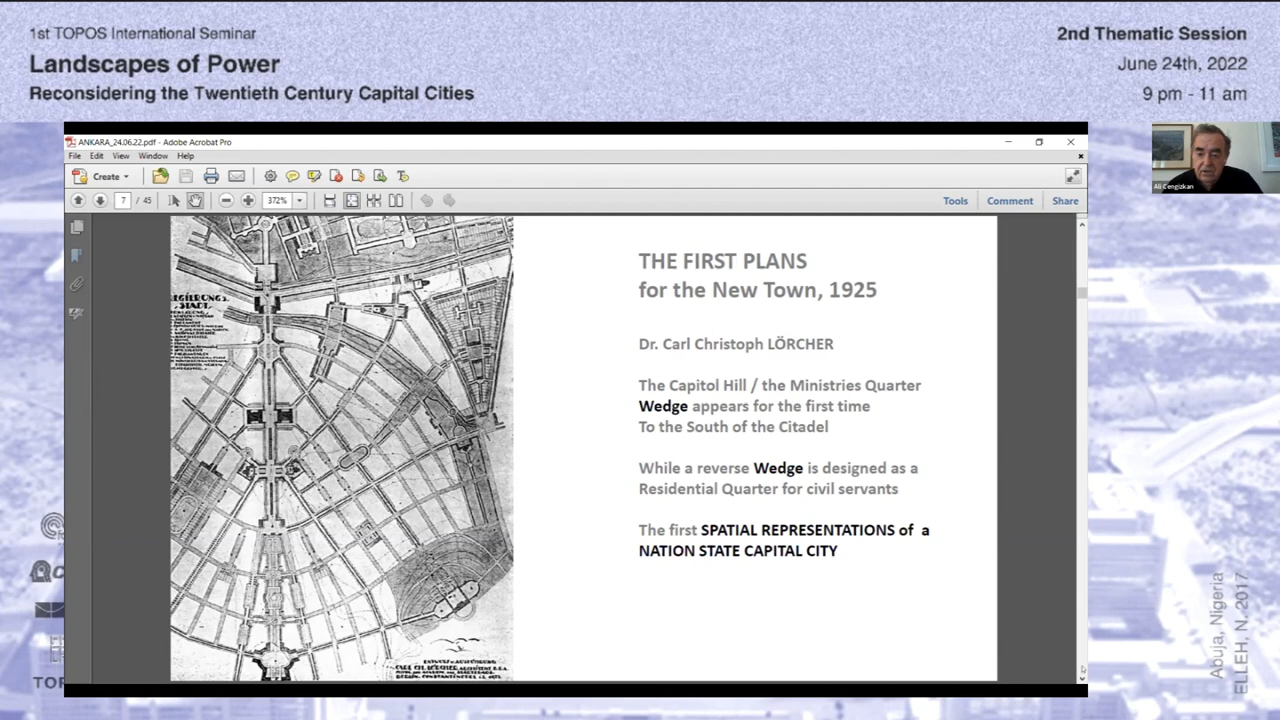 1st TOPOS International Seminar
Landscapes of Power
Reconsidering the Twentieth Century Capital Cities
2nd Thematic Session
June 24th, 2022
9 pm - 11 am
ANKARA_24.06.22.pdf - Adobe Acrobat Pro
File Edit View Window Help
Create
7 / 45
372%
Tools Comment Share
Ali Cengizkan
STADT.
THE FIRST PLANS
for the New Town, 1925
Dr. Carl Christoph LÖRCHER
The Capitol Hill / the Ministries Quarter
Wedge appears for the first time
To the South of the Citadel
While a reverse Wedge is designed as a
Residential Quarter for civil servants
The first SPATIAL REPRESENTATIONS of a
NATION STATE CAPITAL CITY
CARL CH. LÖRCHER
TOP
Abuja, Nigeria
ELLEH, N. 2017